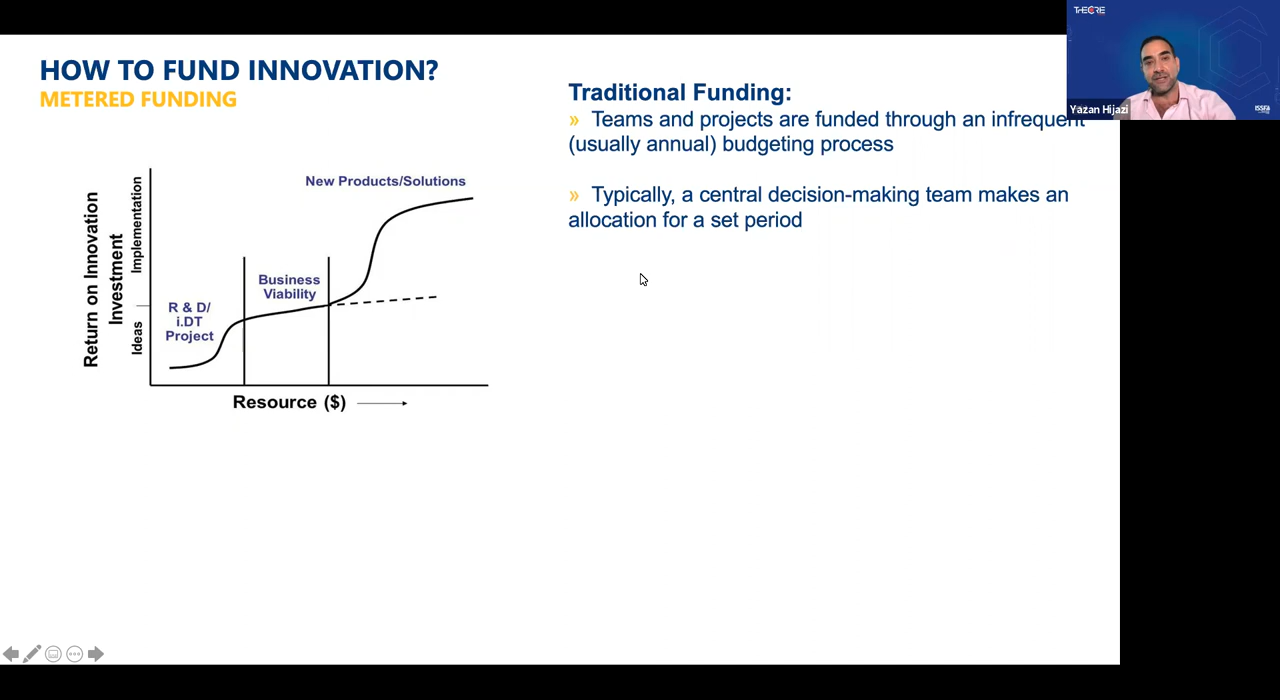 HOW TO FUND INNOVATION?
METERED FUNDING
Return on Innovation
Investment
Implementation
Ideas
R & D/
i.DT
Project
Business
Viability
New Products/Solutions
Resource ($)
Traditional Funding:
» Teams and projects are funded through an infrequent
(usually annual) budgeting process
» Typically, a central decision-making team makes an
allocation for a set period
THECORE
Yazan Hijazi
ISSFA